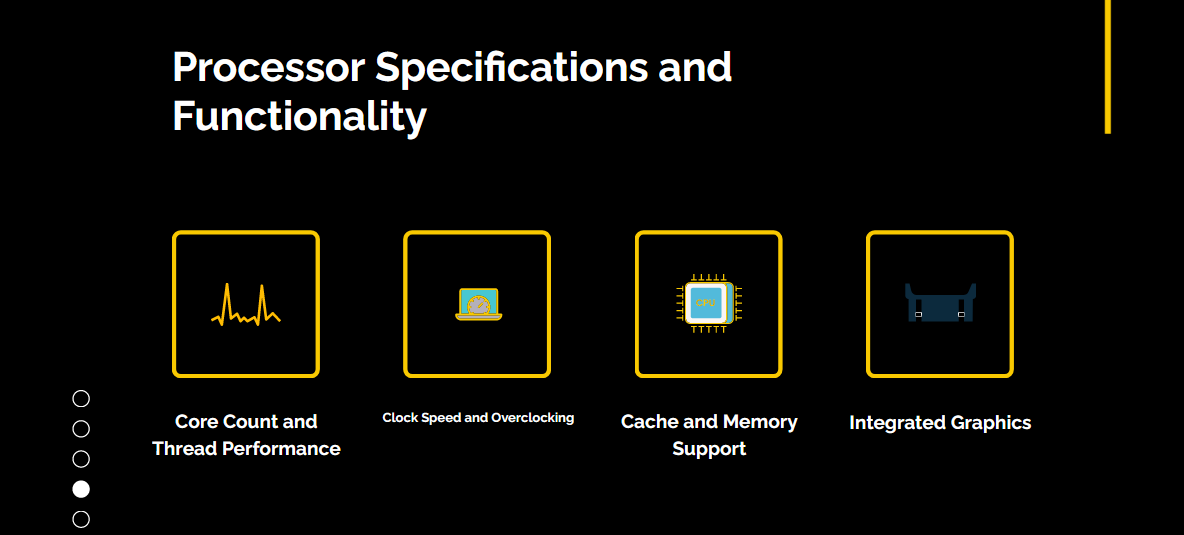 Processor Specifications and
Functionality
CPU
Core Count and
Thread Performance
Clock Speed and Overclocking
Cache and Memory
Support
Integrated Graphics